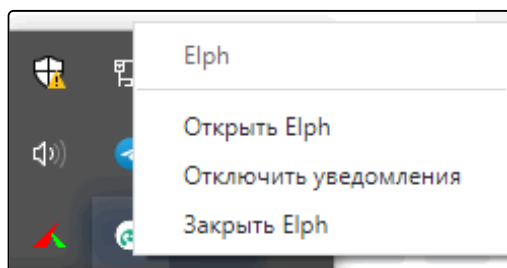 Elph
Открыть Elph
Отключить уведомления
Закрыть Elph